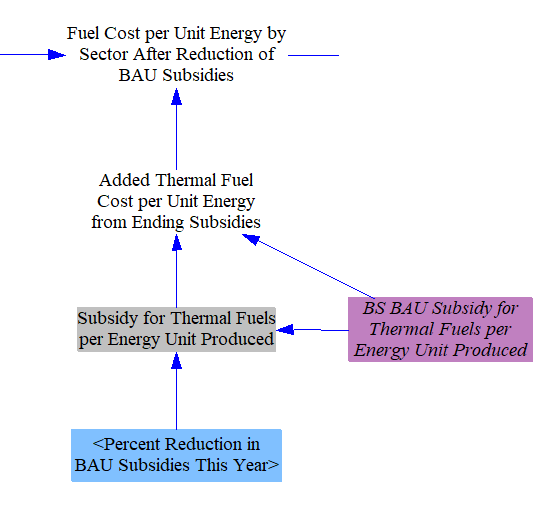 Fuel Cost per Unit Energy by
Sector After Reduction of
BAU Subsidies
Added Thermal Fuel
Cost per Unit Energy
from Ending Subsidies
Subsidy for Thermal Fuels
per Energy Unit Produced
BS BAU Subsidy for
Thermal Fuels per
Energy Unit Produced
<Percent Reduction in
BAU Subsidies This Year>